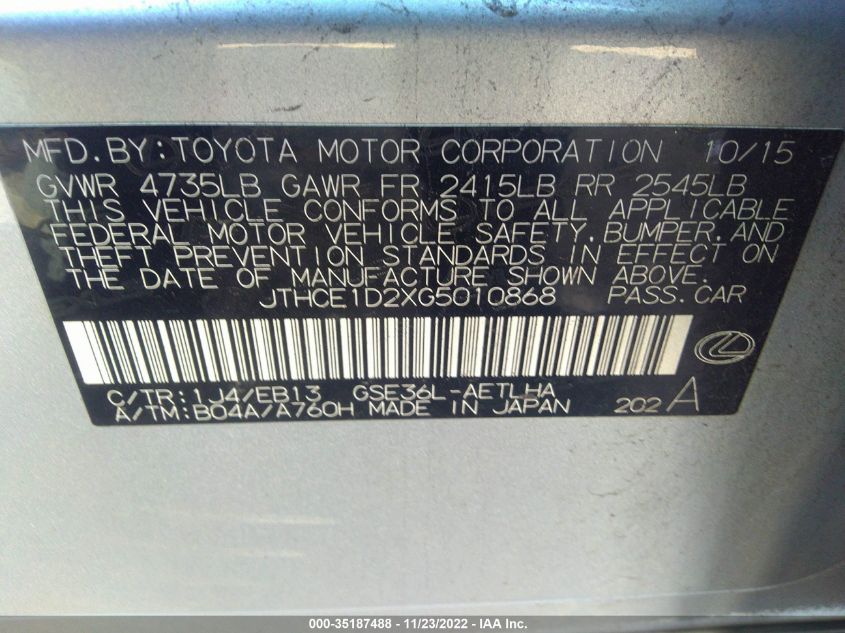 MFD.BY:TOYOTA MOTOR CORPORATION 10/15
GVWR 4735LB GAWR FR 2415LB RR 2545LB
THIS VEHICLE CONFORMS TO ALL APPLICABLE
FEDERAL MOTOR VEHICLE SAFETY,BUMPER,AND
THEFT PREVENTION STANDARDS IN EFFECT ON
THE DATE OF MANUFACTURE SHOWN ABOVE.
JTHCE1D2XG5010868 PASS.CAR
C/TR:1J4/EB13 GSE36L-AETLHA
A/TM:B04A/A760H MADE IN JAPAN 202A
000-35187488 - 11/23/2022 - IAA Inc.